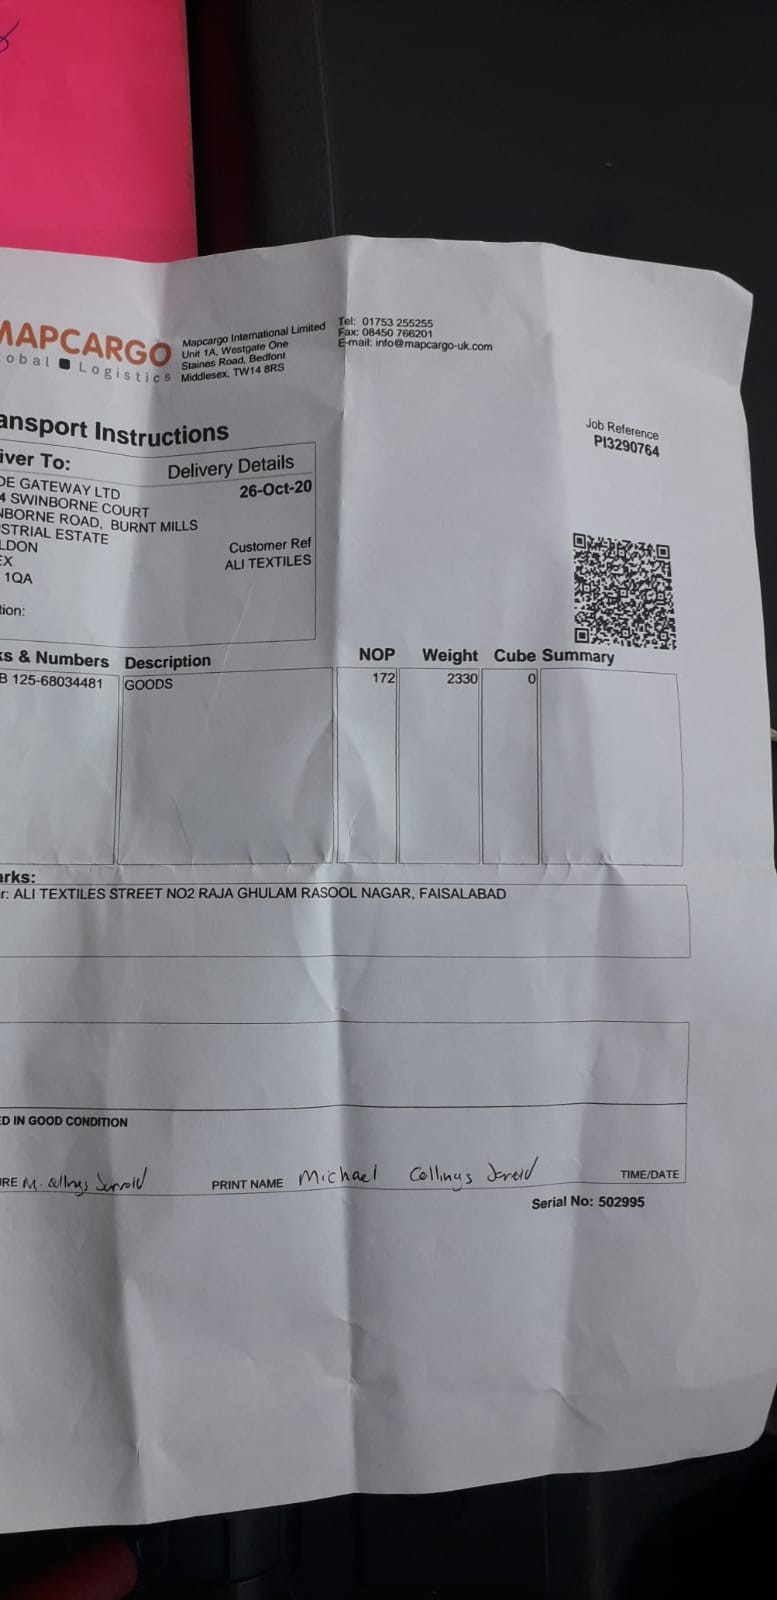 MAPCARGO
obal Logistics
Mapcargo International Limited
Unit 1A, Westgate One
Staines Road, Bedfont
Middlesex, TW14 8RS
Tel: 01753 255255
Fax: 08450 766201
E-mail: info@mapcargo-uk.com
ansport Instructions
Job Reference
PI3290764
iver To:
Delivery Details
DE GATEWAY LTD
26-Oct-20
4 SWINBORNE COURT
NBORNE ROAD, BURNT MILLS
STRIAL ESTATE
LDON
Customer Ref
EX
ALI TEXTILES
1QA
tion:
ks & Numbers Description NOP Weight Cube Summary
B 125-68034481 GOODS 172 2330 0
arks:
r: ALI TEXTILES STREET NO2 RAJA GHULAM RASOOL NAGAR, FAISALABAD
ED IN GOOD CONDITION
URE M. PRINT NAME Michael Collings TIME/DATE
Serial No: 502995